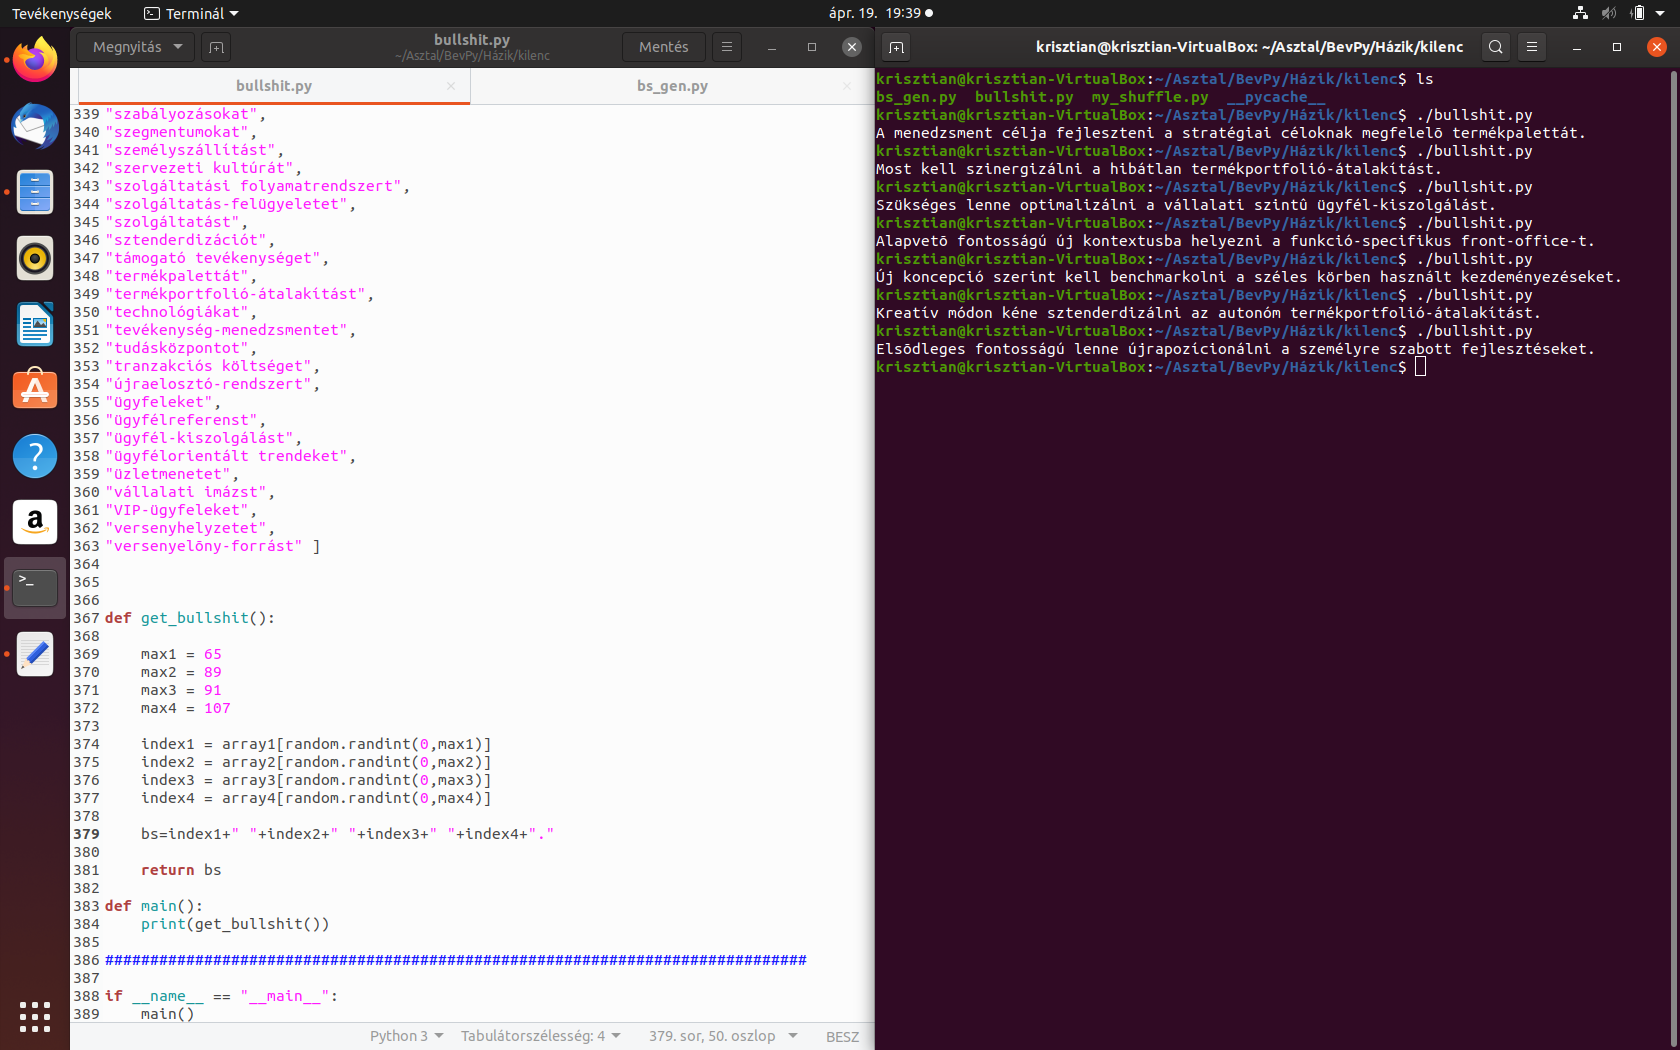 Tevékenységek
Terminál
ápr. 19. 19:39
Megnyitás
bullshit.py
~/Asztal/BevPy/Házik/kilenc
Mentés
bullshit.py
bs_gen.py
339 "szabályozásokat",
340 "szegmentumokat",
341 "személyszállítást",
342 "szervezeti kultúrát",
343 "szolgáltatási folyamatrendszert",
344 "szolgáltatás-felügyeletet",
345 "szolgáltatást",
346 "sztenderdizációt",
347 "támogató tevékenységet",
348 "termékpalettát",
349 "termékportfolió-átalakítást",
350 "technológiákat",
351 "tevékenység-menedzsmentet",
352 "tudásközpontot",
353 "tranzakciós költséget",
354 "újraelosztó-rendszert",
355 "ügyfeleket",
356 "ügyfélreferenst",
357 "ügyfél-kiszolgálást",
358 "ügyfélorientált trendeket",
359 "üzletmenetet",
360 "vállalati imázst",
361 "VIP-ügyfeleket",
362 "versenyhelyzetet",
363 "versenyelõny-forrást" ]
364
365
366
367 def get_bullshit():
368
369     max1 = 65
370     max2 = 89
371     max3 = 91
372     max4 = 107
373
374     index1 = array1[random.randint(0,max1)]
375     index2 = array2[random.randint(0,max2)]
376     index3 = array3[random.randint(0,max3)]
377     index4 = array4[random.randint(0,max4)]
378
379     bs=index1+" "+index2+" "+index3+" "+index4+"."
380
381     return bs
382
383 def main():
384     print(get_bullshit())
385
386 ##############################################################################
387
388 if __name__ == "__main__":
389     main()
Python 3
Tabulátorszélesség: 4
379. sor, 50. oszlop
BESZ
krisztian@krisztian-VirtualBox: ~/Asztal/BevPy/Házik/kilenc
krisztian@krisztian-VirtualBox:~/Asztal/BevPy/Házik/kilenc$ ls
bs_gen.py  bullshit.py  my_shuffle.py  __pycache__
krisztian@krisztian-VirtualBox:~/Asztal/BevPy/Házik/kilenc$ ./bullshit.py
A menedzsment célja fejleszteni a stratégiai céloknak megfelelõ termékpalettát.
krisztian@krisztian-VirtualBox:~/Asztal/BevPy/Házik/kilenc$ ./bullshit.py
Most kell szinergizálni a hibátlan termékportfolió-átalakítást.
krisztian@krisztian-VirtualBox:~/Asztal/BevPy/Házik/kilenc$ ./bullshit.py
Szükséges lenne optimalizálni a vállalati szintû ügyfél-kiszolgálást.
krisztian@krisztian-VirtualBox:~/Asztal/BevPy/Házik/kilenc$ ./bullshit.py
Alapvetõ fontosságú új kontextusba helyezni a funkció-specifikus front-office-t.
krisztian@krisztian-VirtualBox:~/Asztal/BevPy/Házik/kilenc$ ./bullshit.py
Új koncepció szerint kell benchmarkolni a széles körben használt kezdeményezéseket.
krisztian@krisztian-VirtualBox:~/Asztal/BevPy/Házik/kilenc$ ./bullshit.py
Kreatív módon kéne sztenderdizálni az autonóm termékportfolió-átalakítást.
krisztian@krisztian-VirtualBox:~/Asztal/BevPy/Házik/kilenc$ ./bullshit.py
Elsõdleges fontosságú lenne újrapozícionálni a személyre szabott fejlesztéseket.
krisztian@krisztian-VirtualBox:~/Asztal/BevPy/Házik/kilenc$